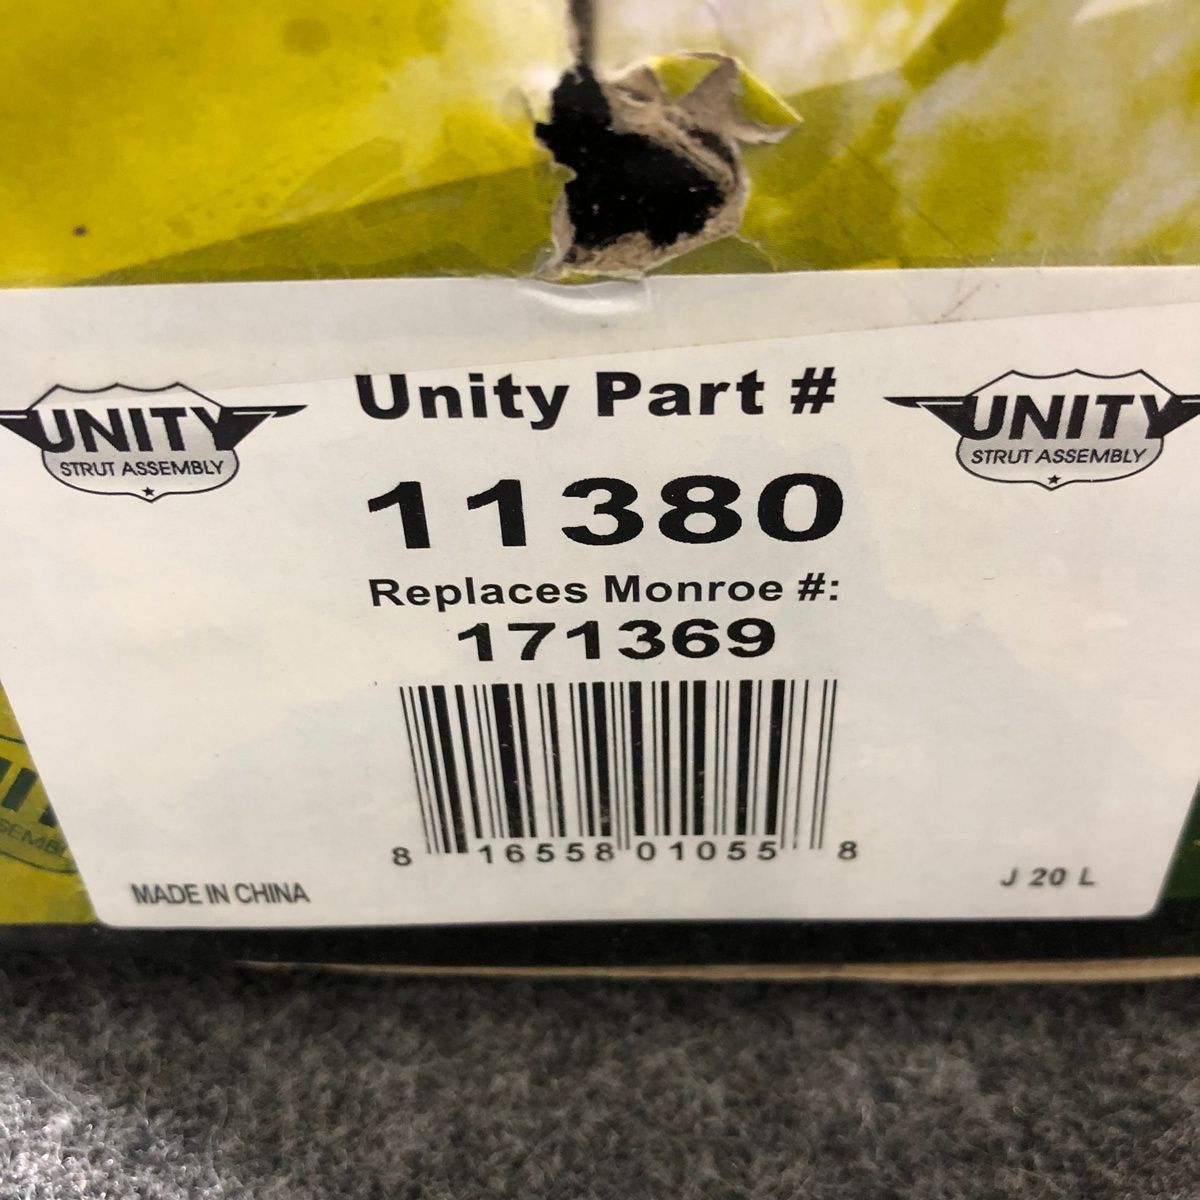 UNITY
STRUT ASSEMBLY
Unity Part #
UNITY
STRUT ASSEMBLY
11380
Replaces Monroe #:
171369
8 16558 01055 8
MADE IN CHINA
J 20 L